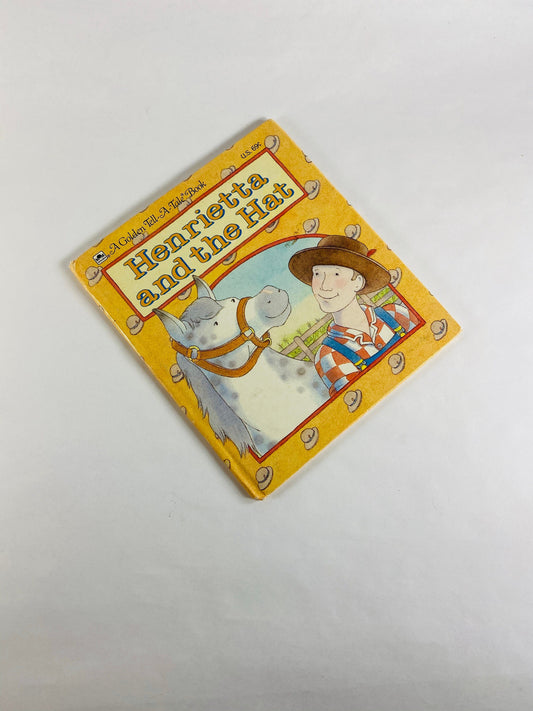 A Golden Tell-A-Tale® Book
U.S. 69¢
Henrietta
and the Hat